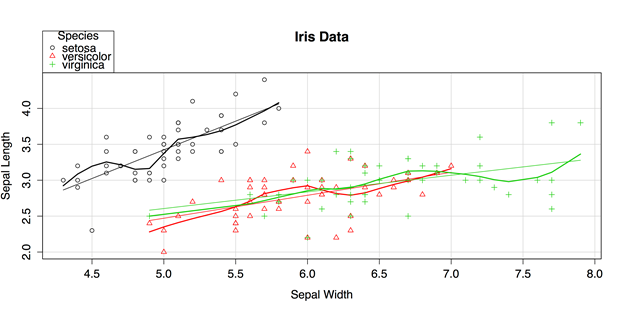 Iris Data
Species
setosa
versicolor
virginica
Sepal Length
4.0
3.5
3.0
2.5
2.0
4.5 5.0 5.5 6.0 6.5 7.0 7.5 8.0
Sepal Width